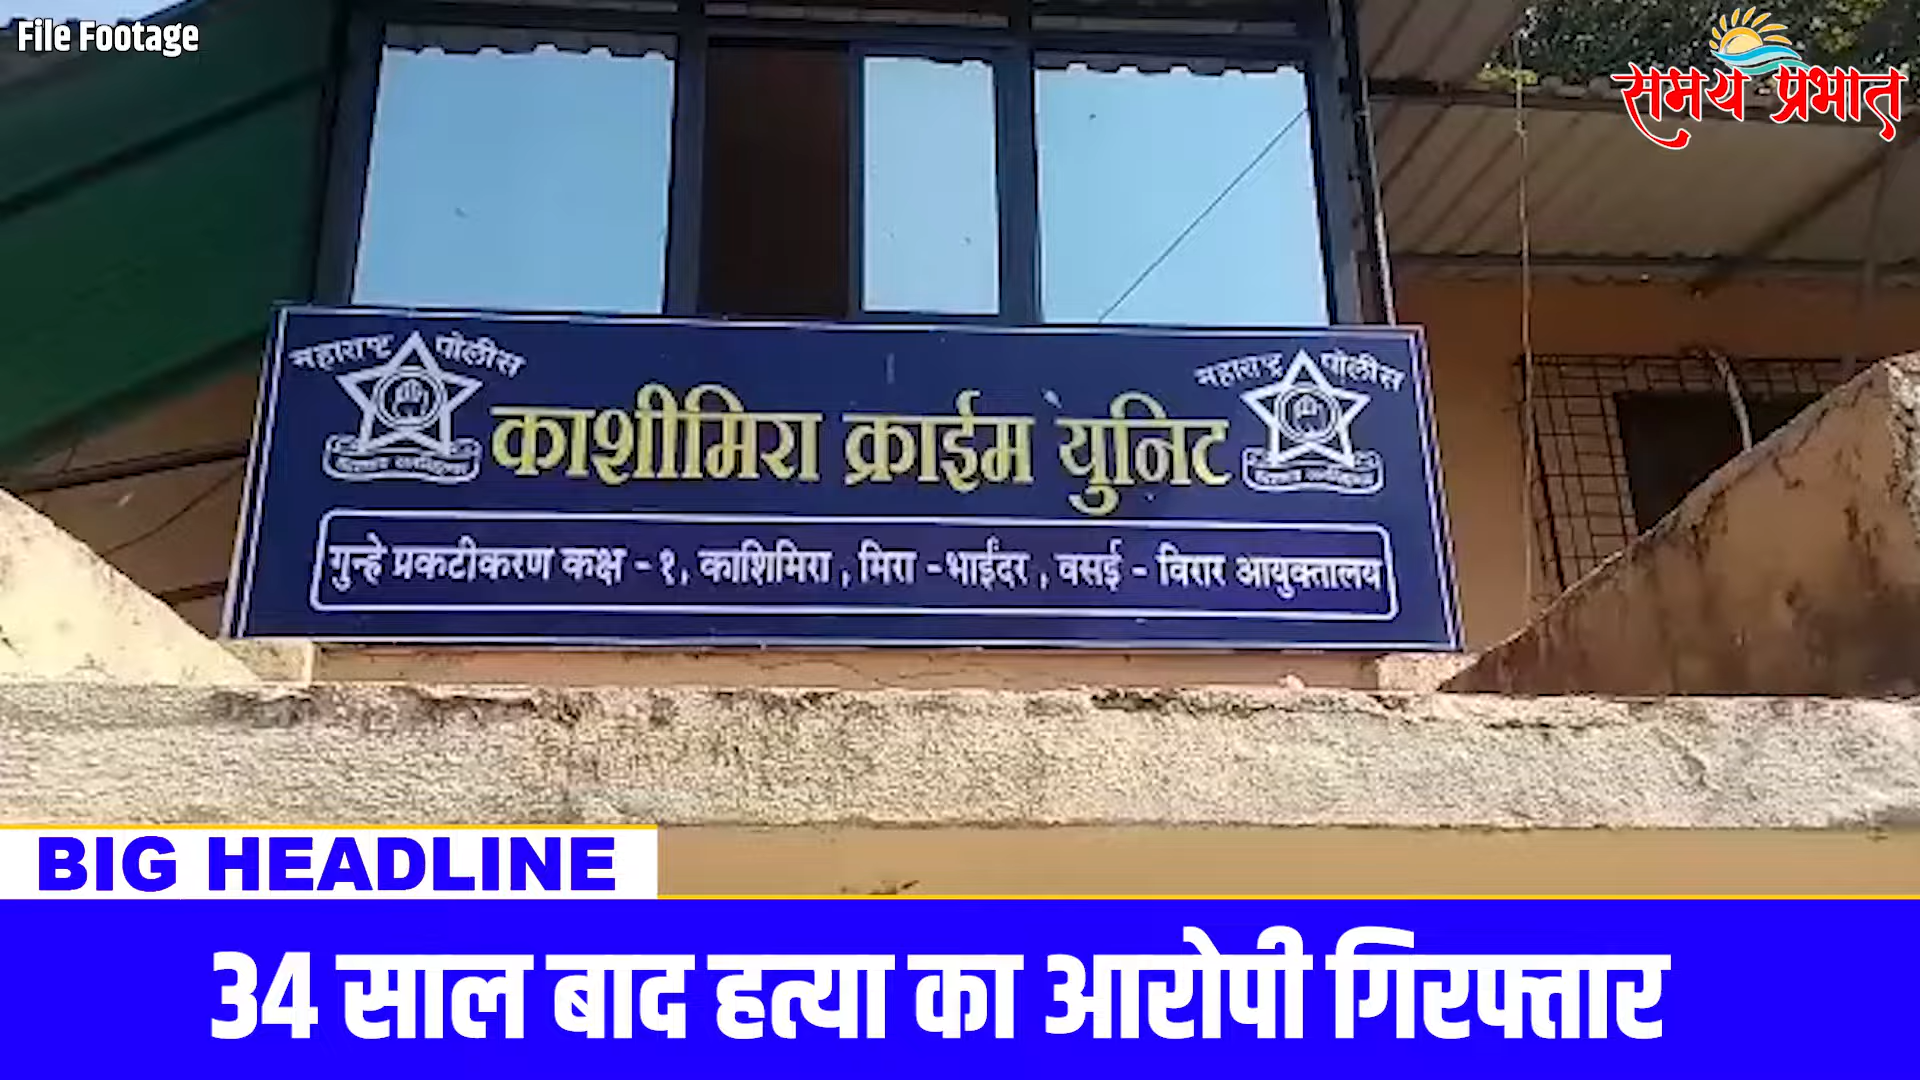 File Footage
समय प्रभात
महाराष्ट्र पोलीस
महाराष्ट्र पोलीस
काशीमिरा क्राईम युनिट
गुन्हे प्रकटीकरण कक्ष - १, काशिमिरा , मिरा - भाईंदर , वसई - विरार आयुक्तालय
BIG HEADLINE
34 साल बाद हत्या का आरोपी गिरफ्तार